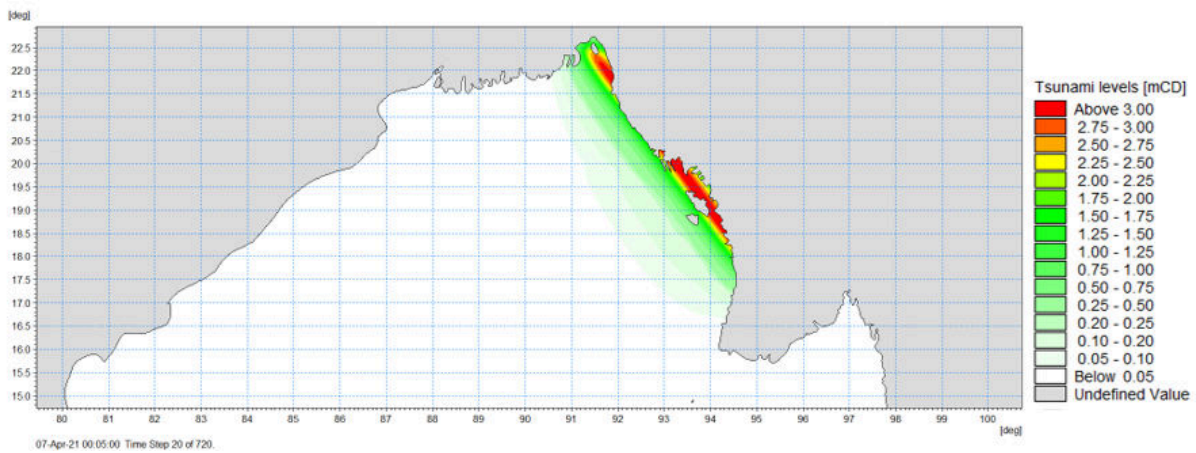 [deg]
22.5
22.0
21.5
21.0
20.5
20.0
19.5
19.0
18.5
18.0
17.5
17.0
16.5
16.0
15.5
15.0
80 81 82 83 84 85 86 87 88 89 90 91 92 93 94 95 96 97 98 99 100
[deg]
07-Apr-21 00:05:00 Time Step 20 of 720.
Tsunami levels [mCD]
Above 3.00
2.75 - 3.00
2.50 - 2.75
2.25 - 2.50
2.00 - 2.25
1.75 - 2.00
1.50 - 1.75
1.25 - 1.50
1.00 - 1.25
0.75 - 1.00
0.50 - 0.75
0.25 - 0.50
0.20 - 0.25
0.10 - 0.20
0.05 - 0.10
Below 0.05
Undefined Value